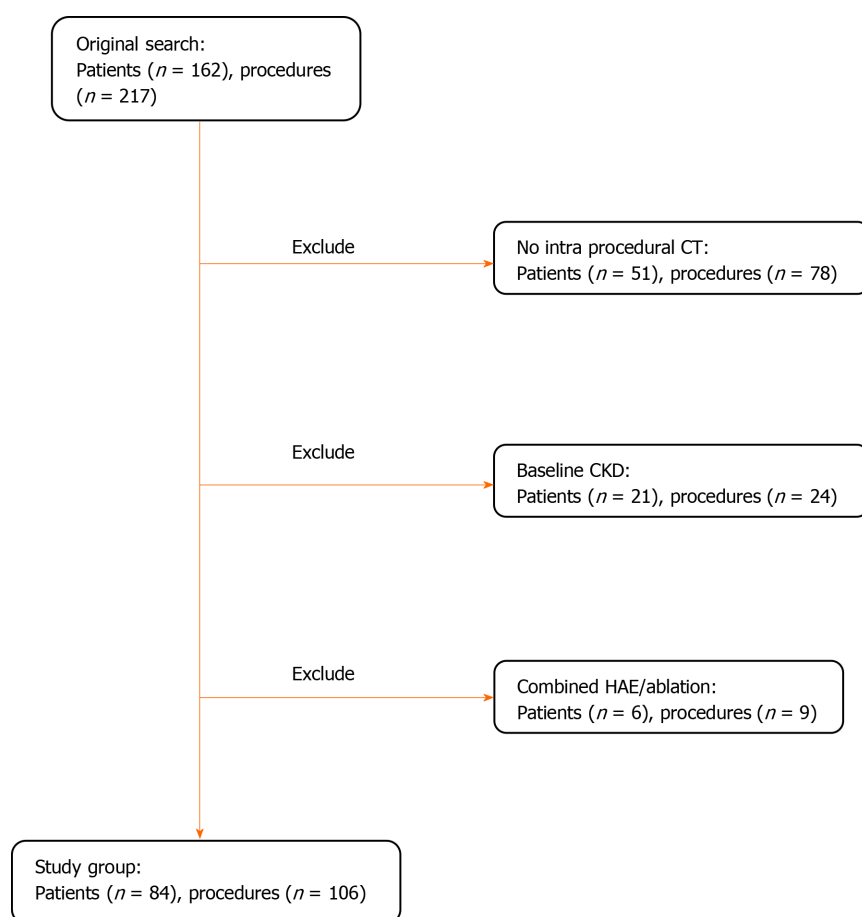 Original search:
Patients (n = 162), procedures
(n = 217)
Exclude
No intra procedural CT:
Patients (n = 51), procedures (n = 78)
Exclude
Baseline CKD:
Patients (n = 21), procedures (n = 24)
Exclude
Combined HAE/ablation:
Patients (n = 6), procedures (n = 9)
Study group:
Patients (n = 84), procedures (n = 106)